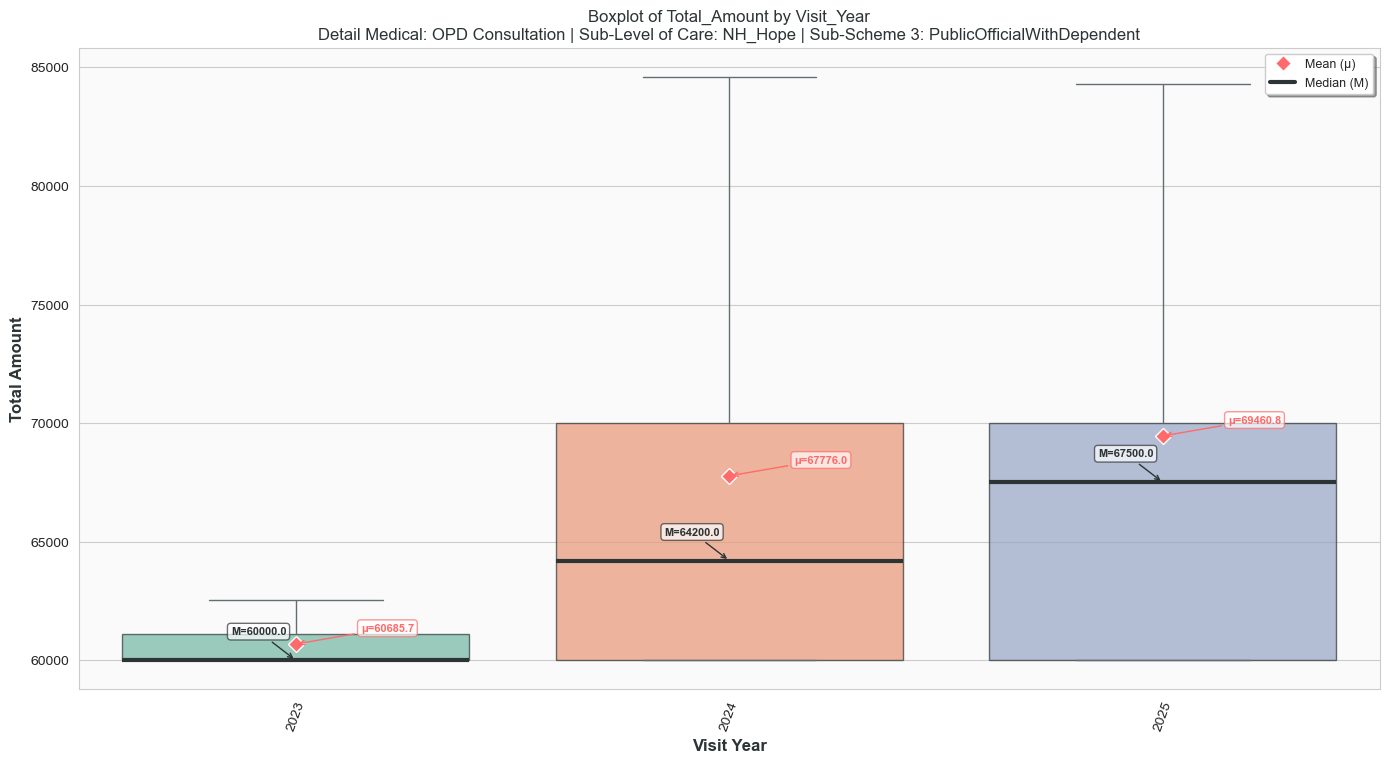 Boxplot of Total_Amount by Visit_Year
Detail Medical: OPD Consultation | Sub-Level of Care: NH_Hope | Sub-Scheme 3: PublicOfficialWithDependent
Mean (μ)
Median (M)
Total Amount
85000
80000
75000
70000
65000
60000
M=60000.0
μ=60685.7
M=64200.0
μ=67776.0
M=67500.0
μ=69460.8
2023
2024
2025
Visit Year